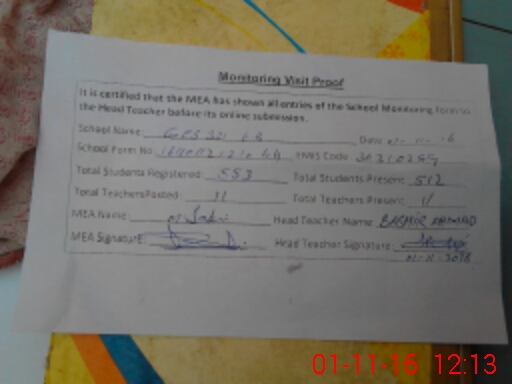 Monitoring Visit Proof
It is certified that the MEA has shown all entries of the School Monitoring Form to
the Head Teacher before its online submission.
School Name Date
School Form No. EMIS Code
Total Students Registered: 553 Total Students Present: 512
Total Teachers Posted: 11 Total Teachers Present: 11
MEA Name: Head Teacher Name: BASHIR AHMAD
MEA Signature: Head Teacher Signature:
01-11-16 12:13